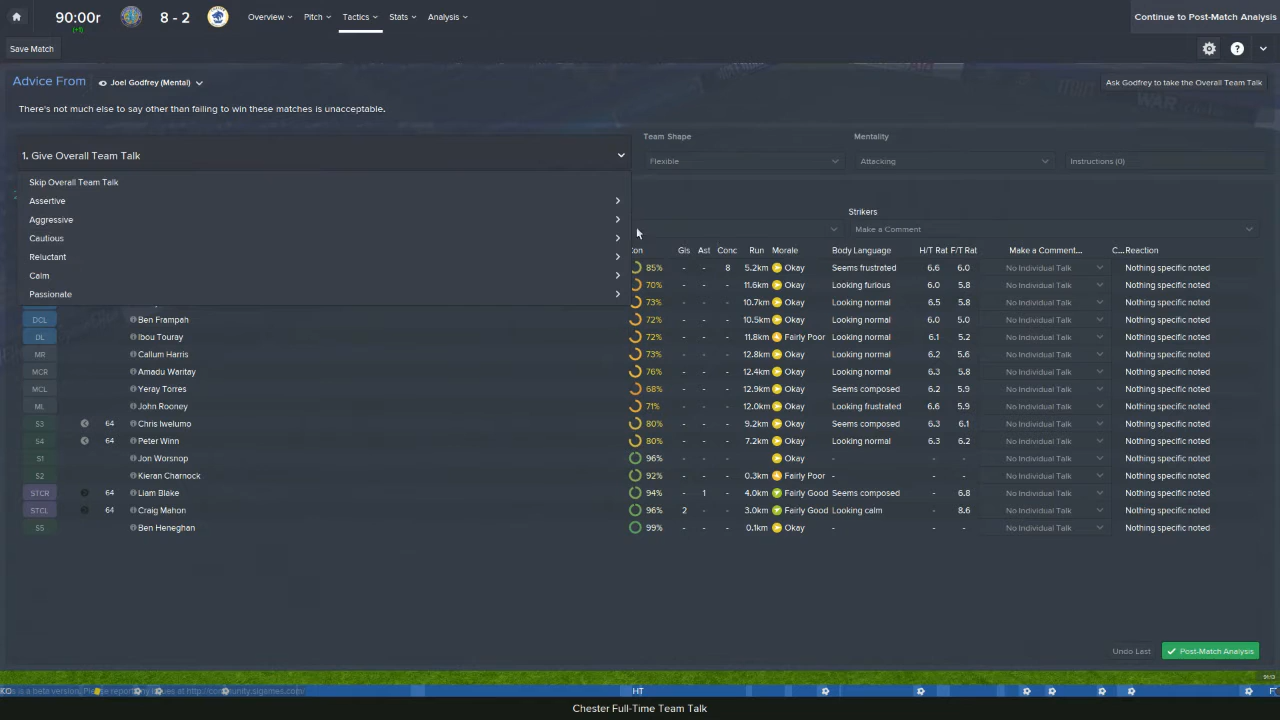 90:00r
(+1)
8 - 2
Overview
Pitch
Tactics
Stats
Analysis
Continue to Post-Match Analysis
Save Match
Advice From
Joel Godfrey (Mental)
Ask Godfrey to take the Overall Team Talk
There's not much else to say other than failing to win these matches is unacceptable.
Team Shape
Mentality
1. Give Overall Team Talk
Flexible
Attacking
Instructions (0)
Skip Overall Team Talk
Assertive
Aggressive
Cautious
Reluctant
Calm
Passionate
Strikers
Make a Comment
Gls Ast Conc Run Morale Body Language H/T Rat F/T Rat Make a Comment... C... Reaction
85% - - 8 5.2km Okay Seems frustrated 6.6 6.0 No Individual Talk Nothing specific noted
70% - - - 11.6km Okay Looking furious 6.0 5.8 No Individual Talk Nothing specific noted
73% - - - 10.7km Okay Looking normal 6.5 5.8 No Individual Talk Nothing specific noted
DCL Ben Frampah 72% - - - 10.5km Okay Looking normal 6.0 5.0 No Individual Talk Nothing specific noted
DL Ibou Touray 72% - - - 11.8km Fairly Poor Looking normal 6.1 5.2 No Individual Talk Nothing specific noted
MR Callum Harris 73% - - - 12.8km Okay Looking normal 6.2 5.6 No Individual Talk Nothing specific noted
MCR Amadu Waritay 76% - - - 12.4km Okay Looking normal 6.3 5.8 No Individual Talk Nothing specific noted
MCL Yeray Torres 68% - - - 12.9km Okay Seems composed 6.2 5.9 No Individual Talk Nothing specific noted
ML John Rooney 71% - - - 12.0km Okay Looking frustrated 6.6 5.9 No Individual Talk Nothing specific noted
S3 64 Chris Iwelumo 80% - - - 9.2km Okay Seems composed 6.3 6.1 No Individual Talk Nothing specific noted
S4 64 Peter Winn 80% - - - 7.2km Okay Looking normal 6.3 6.2 No Individual Talk Nothing specific noted
S1 Jon Worsnop 96% - - - Okay - - - No Individual Talk Nothing specific noted
S2 Kieran Charnock 92% - - - 0.3km Fairly Poor - - - No Individual Talk Nothing specific noted
STCR 64 Liam Blake 94% - 1 - 4.0km Fairly Good Seems composed - 6.8 No Individual Talk Nothing specific noted
STCL 64 Craig Mahon 96% 2 - - 3.0km Fairly Good Looking calm - 8.6 No Individual Talk Nothing specific noted
S5 Ben Heneghan 99% - - - 0.1km Okay - - - No Individual Talk Nothing specific noted
Undo Last
Post-Match Analysis
is a beta version. Please report any issues at http://community.sigames.com/
KO
HT
Chester Full-Time Team Talk